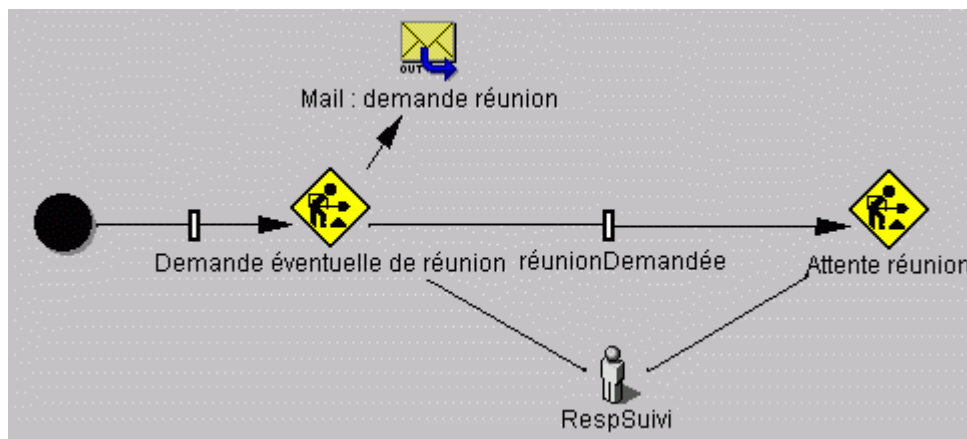 OUT
Mail : demande réunion
Demande éventuelle de réunion
réunionDemandée
Attente réunion
RespSuivi